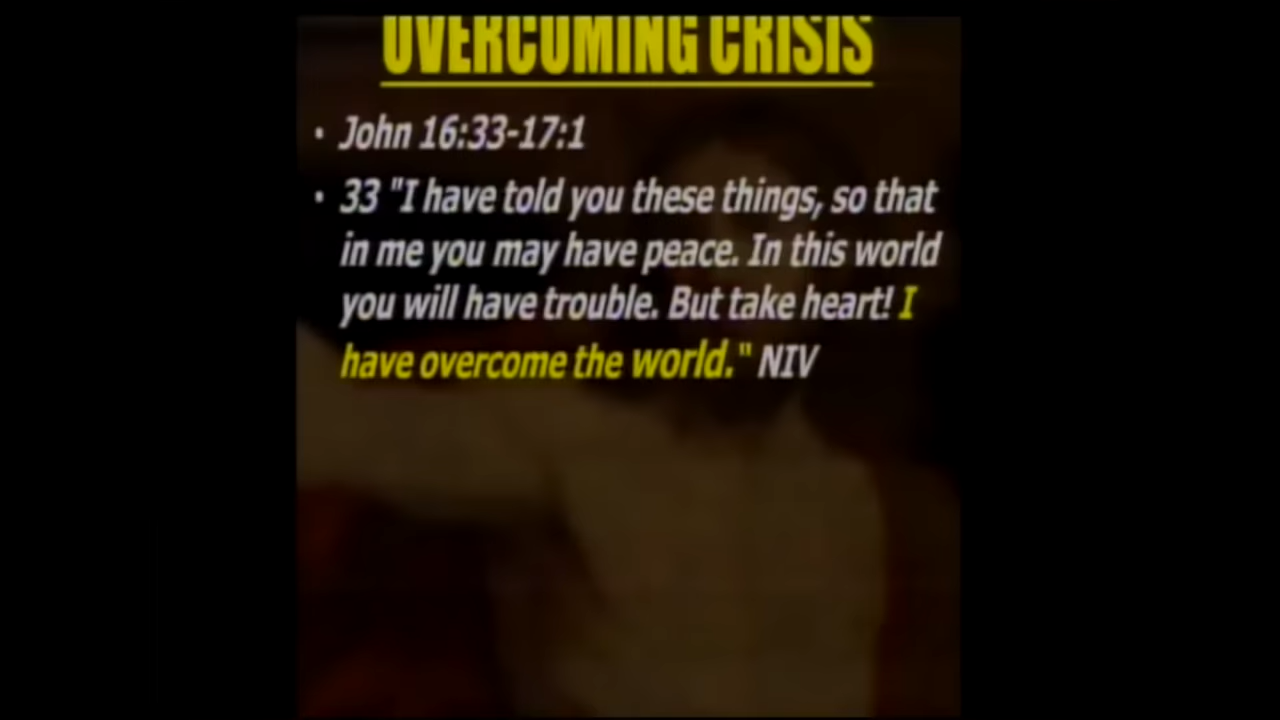 OVERCOMING CRISIS
• John 16:33-17:1
• 33 "I have told you these things, so that
in me you may have peace. In this world
you will have trouble. But take heart! I
have overcome the world." NIV